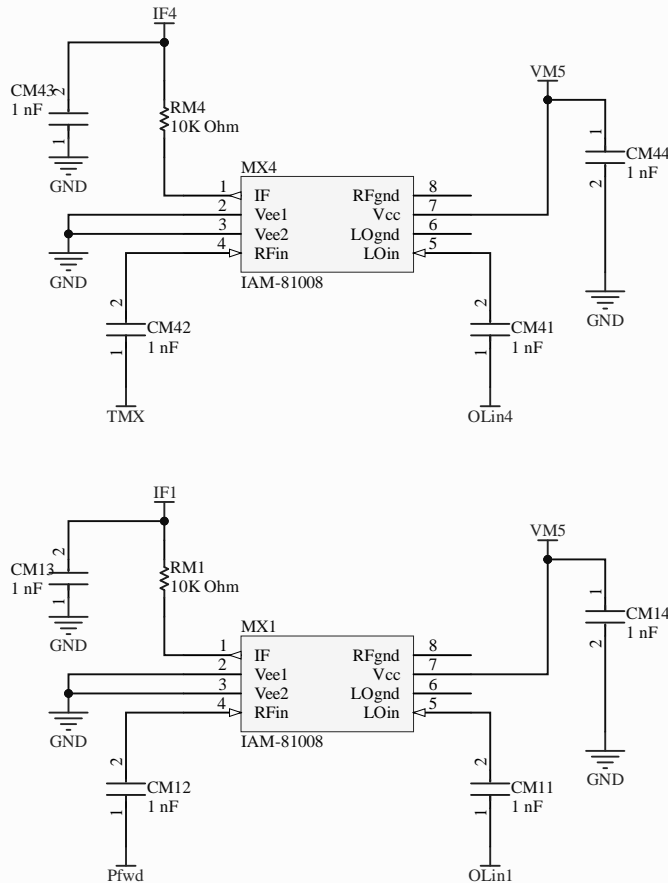 IF4
CM43
1 nF
2
1
GND
RM4
10K Ohm
VM5
1
CM44
1 nF
2
GND
MX4
1 IF RFgnd 8
2 Vee1 Vcc 7
3 Vee2 LOgnd 6
4 RFin LOin 5
IAM-81008
GND
2
CM42
1 nF
1
TMX
2
CM41
1 nF
1
OLin4
IF1
2
CM13
1 nF
1
GND
RM1
10K Ohm
VM5
1
CM14
1 nF
2
GND
MX1
1 IF RFgnd 8
2 Vee1 Vcc 7
3 Vee2 LOgnd 6
4 RFin LOin 5
IAM-81008
GND
2
CM12
1 nF
1
Pfwd
2
CM11
1 nF
1
OLin1